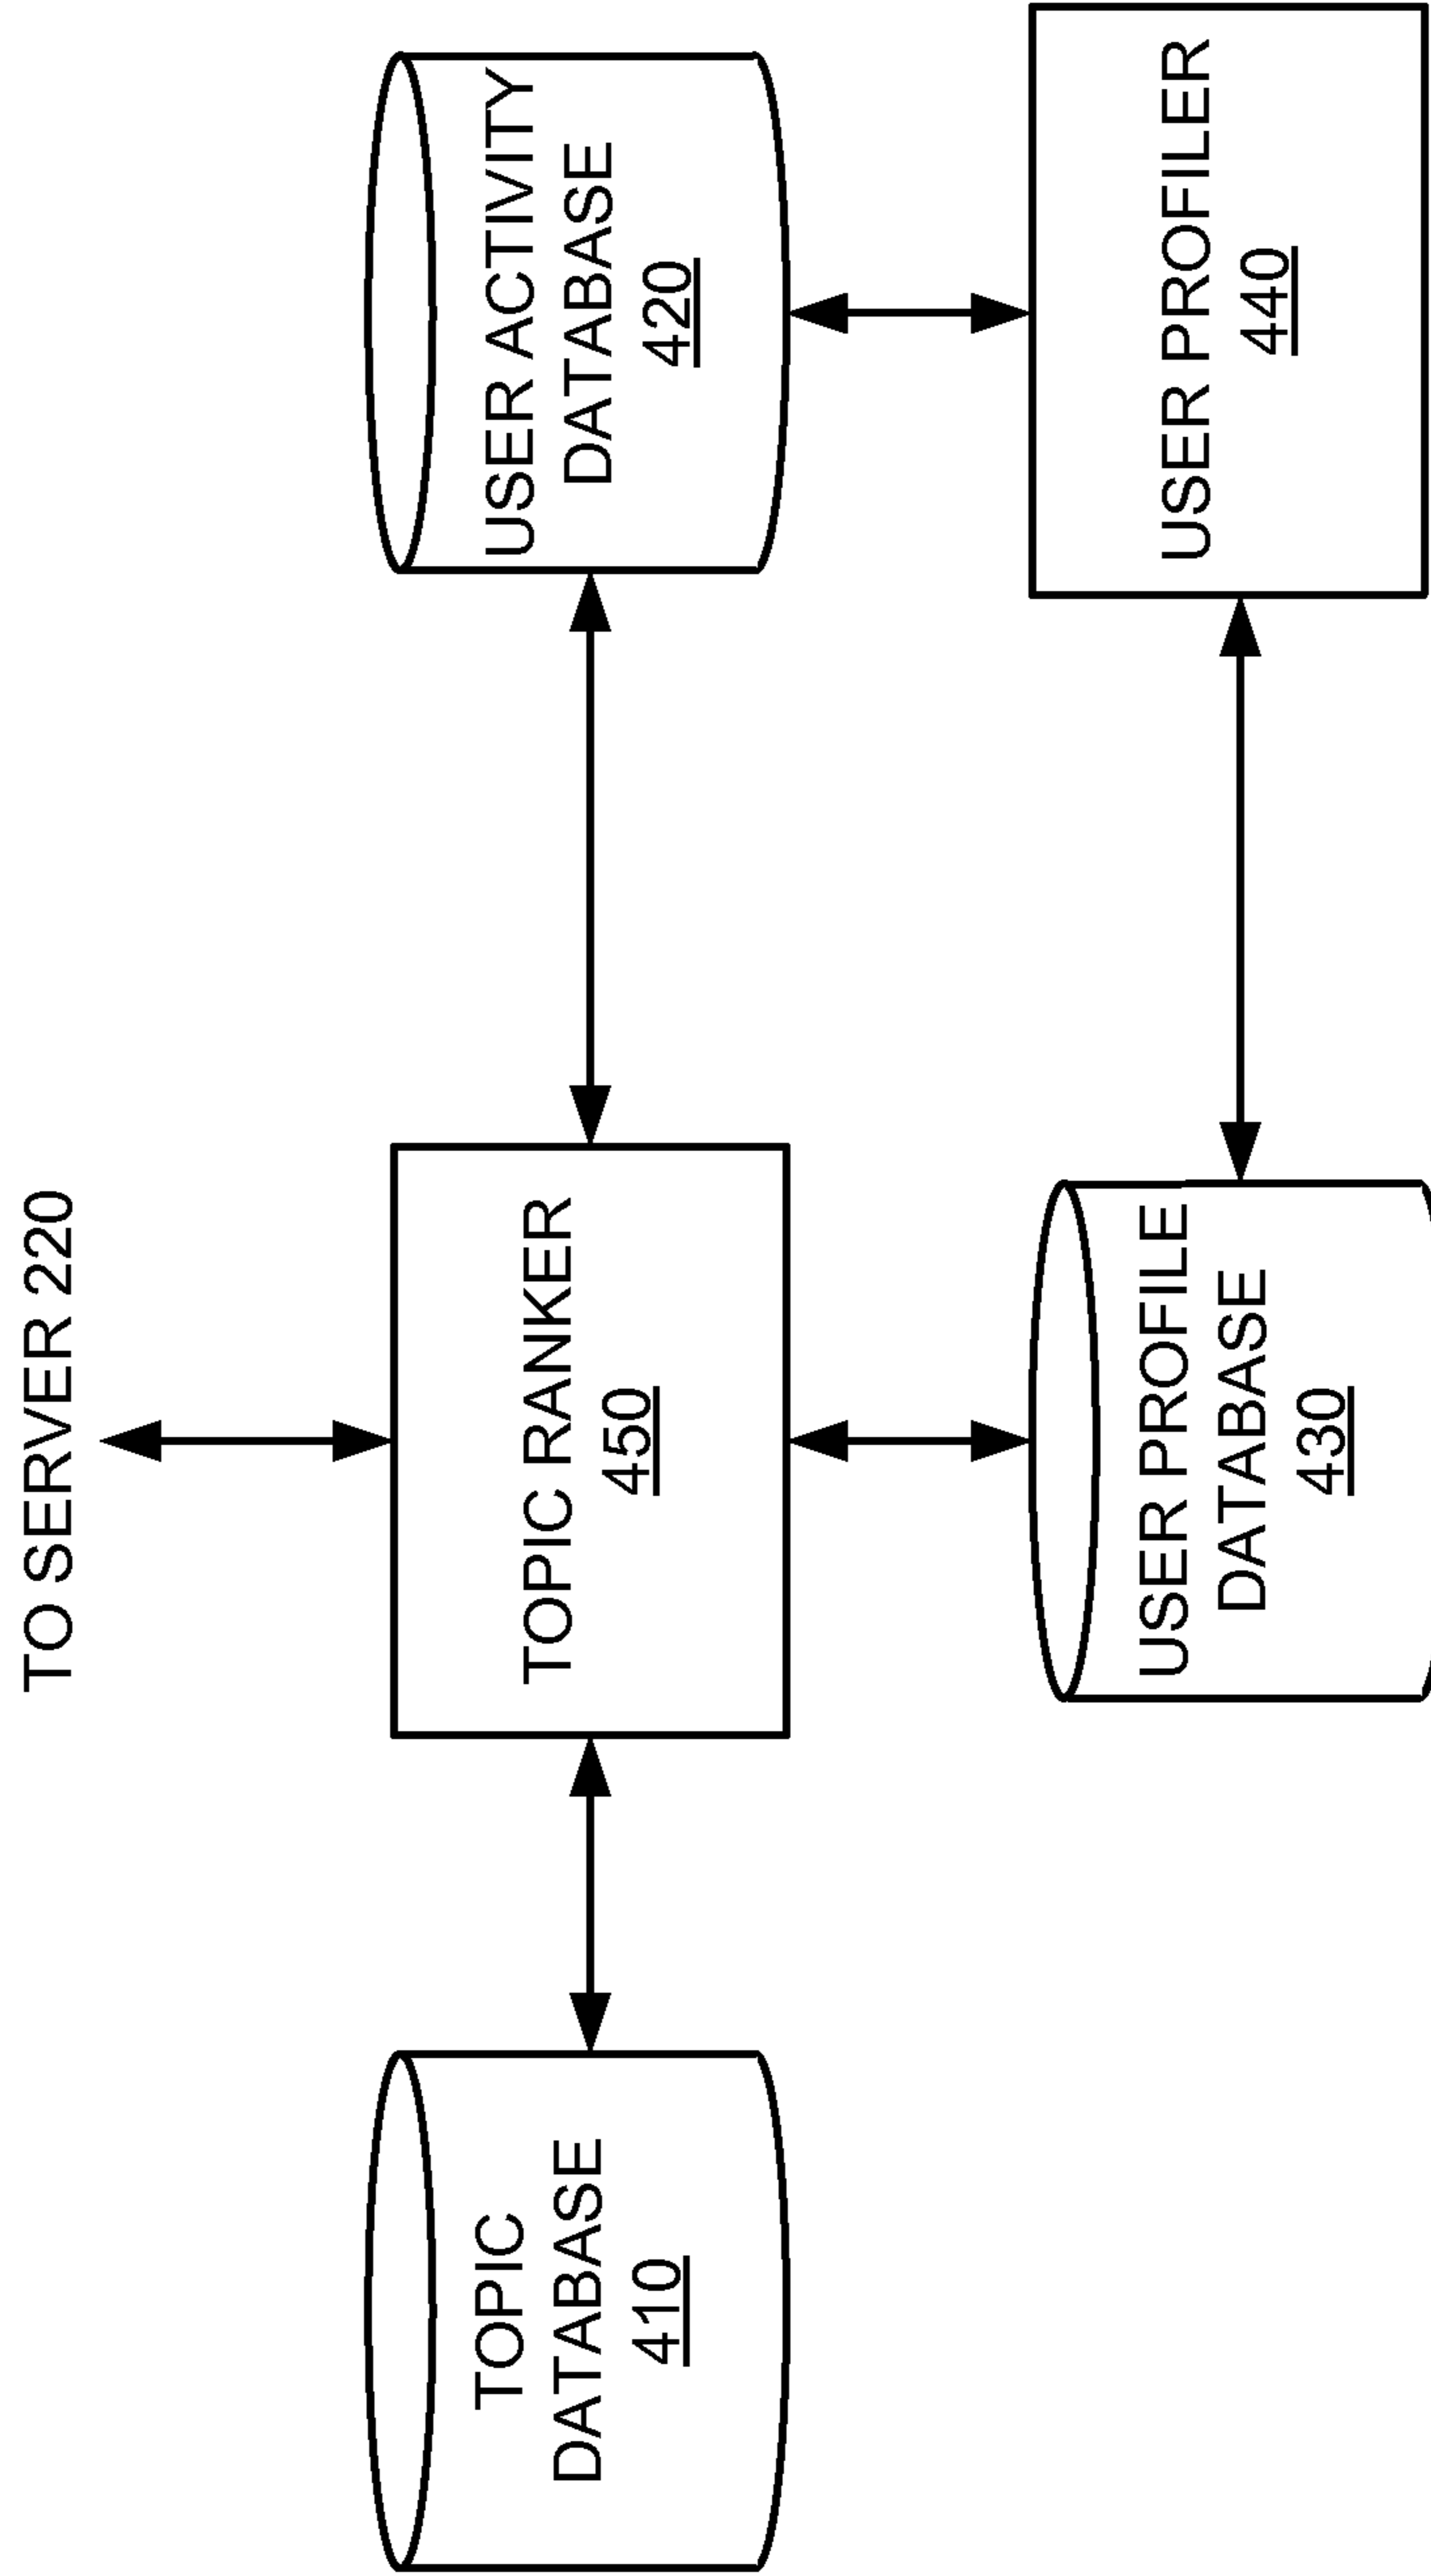 TO SERVER 220
TOPIC
DATABASE
410
TOPIC RANKER
450
USER ACTIVITY
DATABASE
420
USER PROFILE
DATABASE
430
USER PROFILER
440